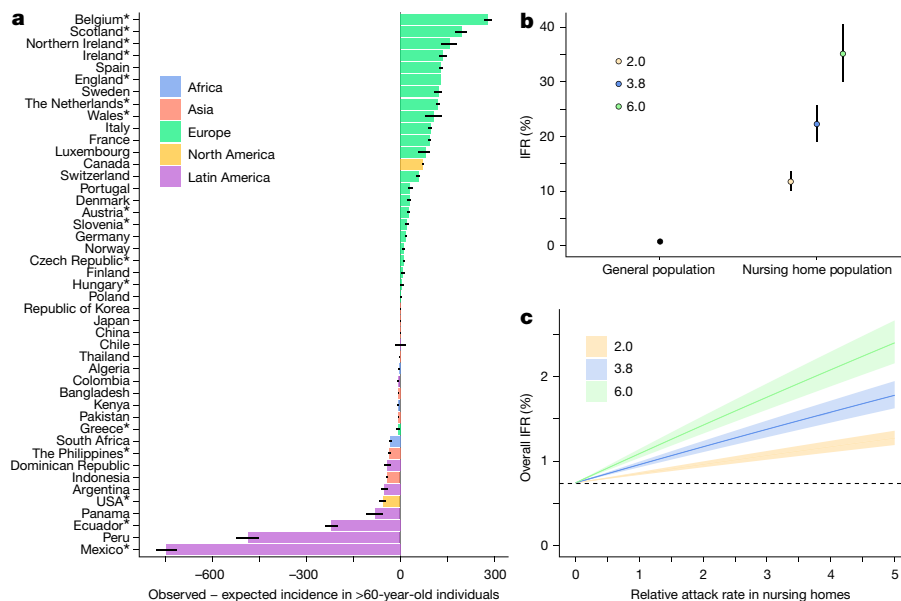 a
Belgium*
Scotland*
Northern Ireland*
Ireland*
Spain
England*
Sweden
The Netherlands*
Wales*
Italy
France
Luxembourg
Canada
Switzerland
Portugal
Denmark
Austria*
Slovenia*
Germany
Norway
Czech Republic*
Finland
Hungary*
Poland
Republic of Korea
Japan
China
Chile
Thailand
Algeria
Colombia
Bangladesh
Kenya
Pakistan
Greece*
South Africa
The Philippines*
Dominican Republic
Indonesia
Argentina
USA*
Panama
Ecuador*
Peru
Mexico*
Africa
Asia
Europe
North America
Latin America
−600 −300 0 300
Observed − expected incidence in >60-year-old individuals
b
40
30
20
10
0
IFR (%)
2.0
3.8
6.0
General population Nursing home population
c
2
1
0
Overall IFR (%)
2.0
3.8
6.0
0 1 2 3 4 5
Relative attack rate in nursing homes